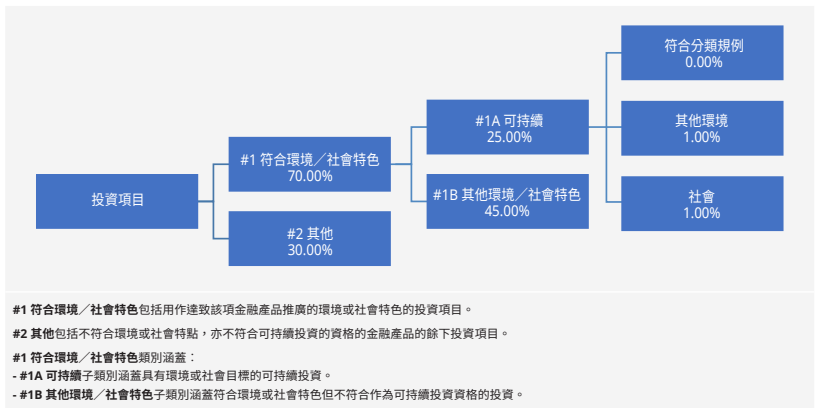 投資項目
#1 符合環境／社會特色
70.00%
#2 其他
30.00%
#1A 可持續
25.00%
#1B 其他環境／社會特色
45.00%
符合分類規例
0.00%
其他環境
1.00%
社會
1.00%
#1 符合環境／社會特色包括用作達致該項金融產品推廣的環境或社會特色的投資項目。
#2 其他包括不符合環境或社會特點，亦不符合可持續投資的資格的金融產品的餘下投資項目。
#1 符合環境／社會特色類別涵蓋：
- #1A 可持續子類別涵蓋具有環境或社會目標的可持續投資。
- #1B 其他環境／社會特色子類別涵蓋符合環境或社會特色但不符合作為可持續投資資格的投資。